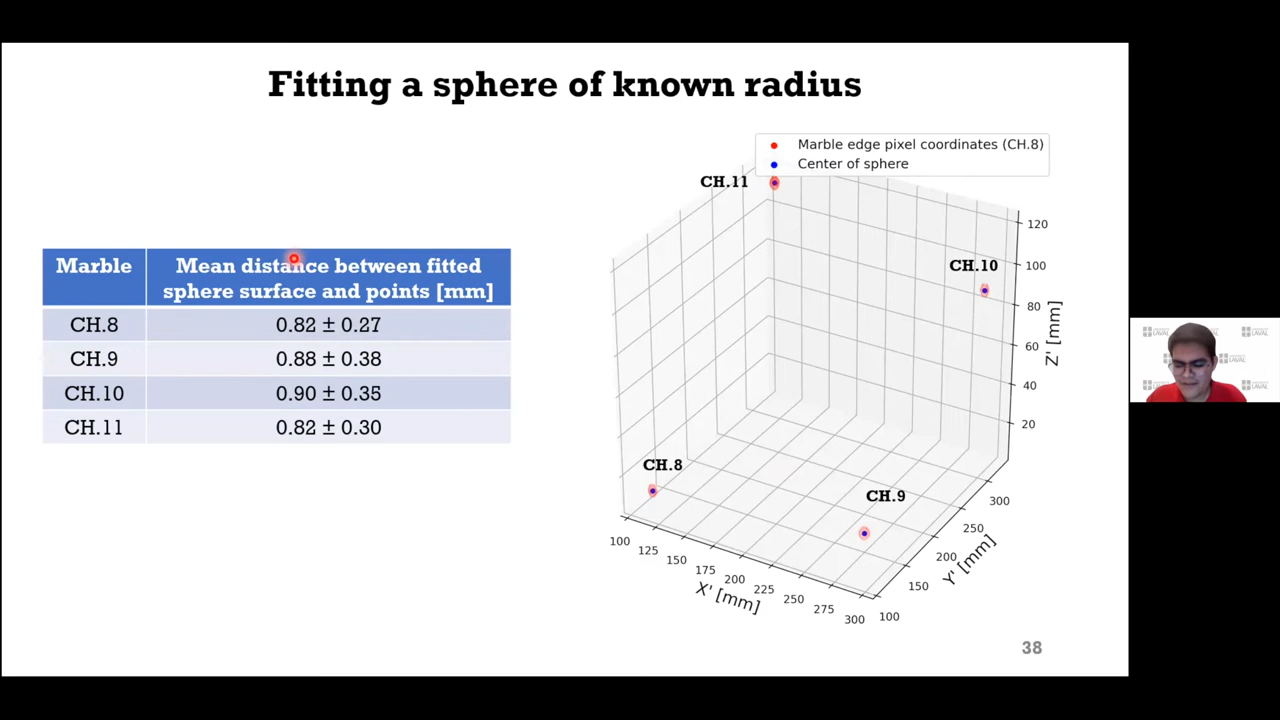 Fitting a sphere of known radius
Marble Mean distance between fitted
sphere surface and points [mm]
CH.8 0.82 ± 0.27
CH.9 0.88 ± 0.38
CH.10 0.90 ± 0.35
CH.11 0.82 ± 0.30
Marble edge pixel coordinates (CH.8)
Center of sphere
CH.11
CH.10
CH.8
CH.9
120
100
80
60
40
20
Z' [mm]
100
125
150
175
200
225
250
275
300
X' [mm]
100
150
200
250
300
Y' [mm]
38
LAVAL
LAVAL